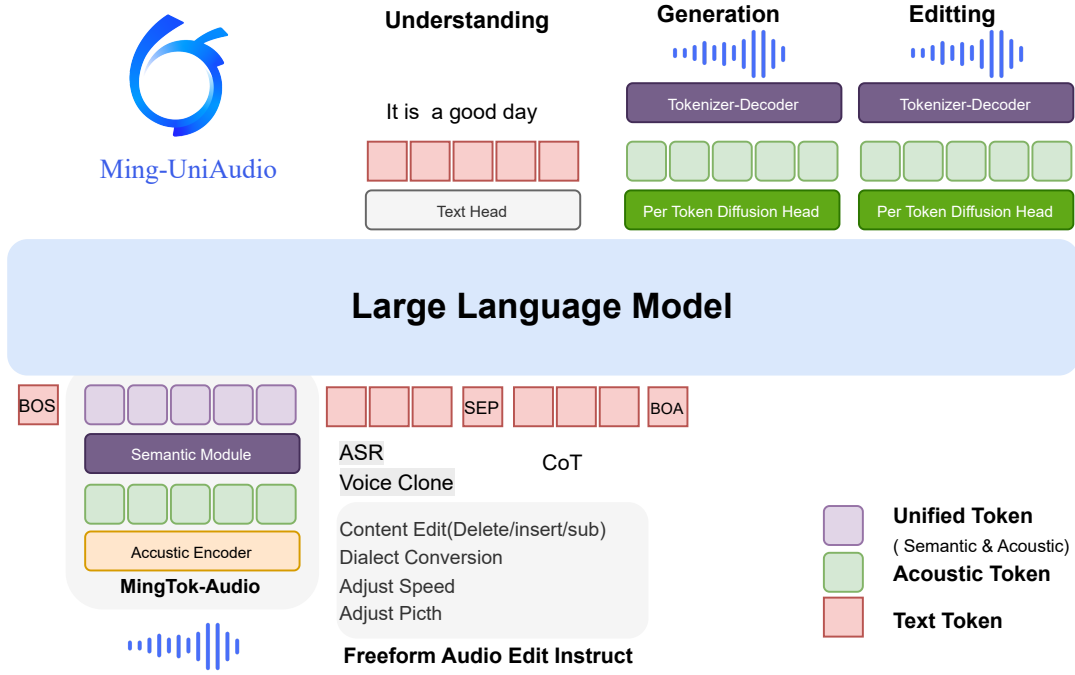 Understanding
Generation
Editting
Ming-UniAudio
It is a good day
Tokenizer-Decoder
Tokenizer-Decoder
Text Head
Per Token Diffusion Head
Per Token Diffusion Head
Large Language Model
BOS
SEP
BOA
Semantic Module
Accustic Encoder
MingTok-Audio
ASR
Voice Clone
CoT
Content Edit(Delete/insert/sub)
Dialect Conversion
Adjust Speed
Adjust Picth
Freeform Audio Edit Instruct
Unified Token
( Semantic & Acoustic)
Acoustic Token
Text Token